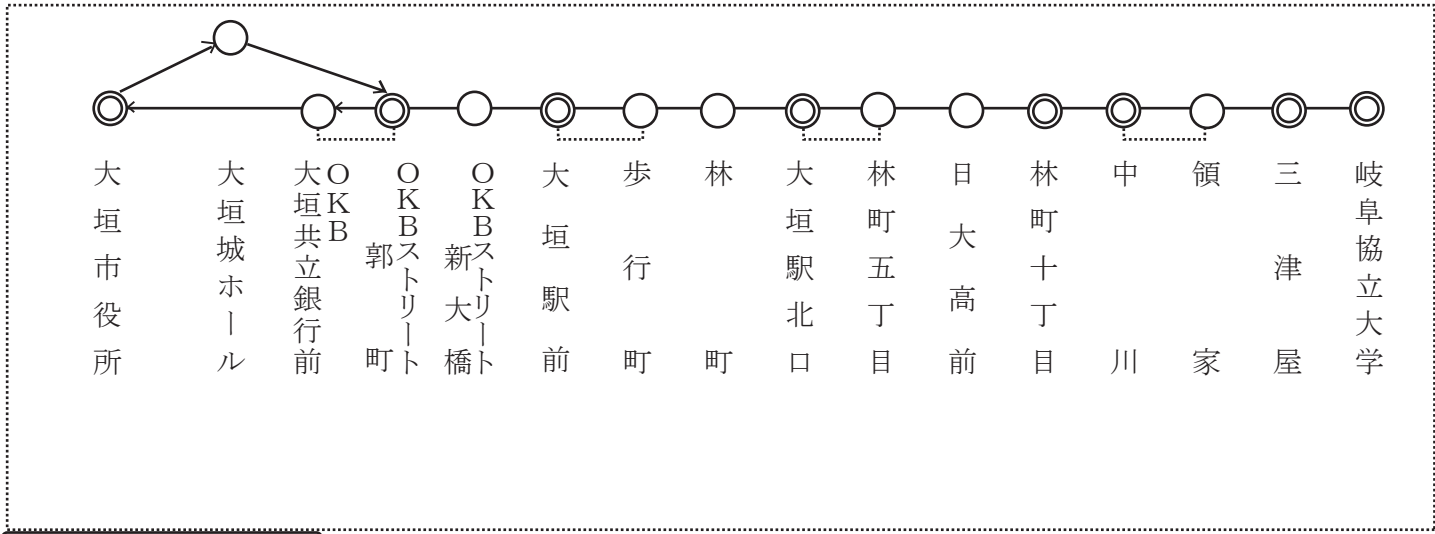 大垣市役所
大垣城ホール
OKB
大垣共立銀行前
OKBストリート
郭町
OKBストリート
新大橋
大垣駅前
歩行町
林町
大垣駅北口
林町五丁目
日大高前
林町十丁目
中川
領家
三津屋
岐阜協立大学